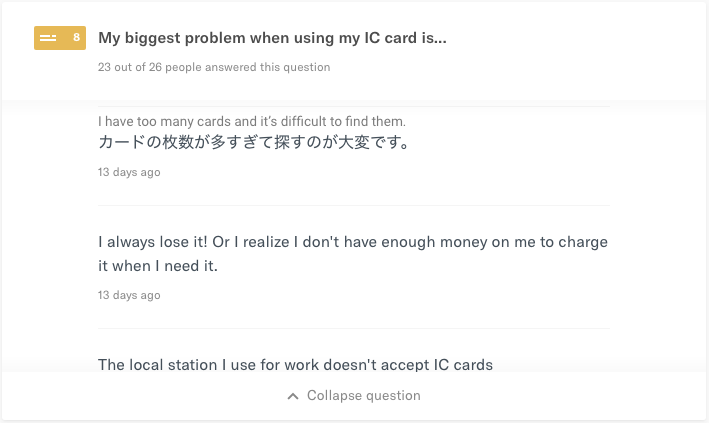 8
My biggest problem when using my IC card is...
23 out of 26 people answered this question
I have too many cards and it's difficult to find them.
カードの枚数が多すぎて探すのが大変です。
13 days ago
I always lose it! Or I realize I don't have enough money on me to charge
it when I need it.
13 days ago
The local station I use for work doesn't accept IC cards
Collapse question